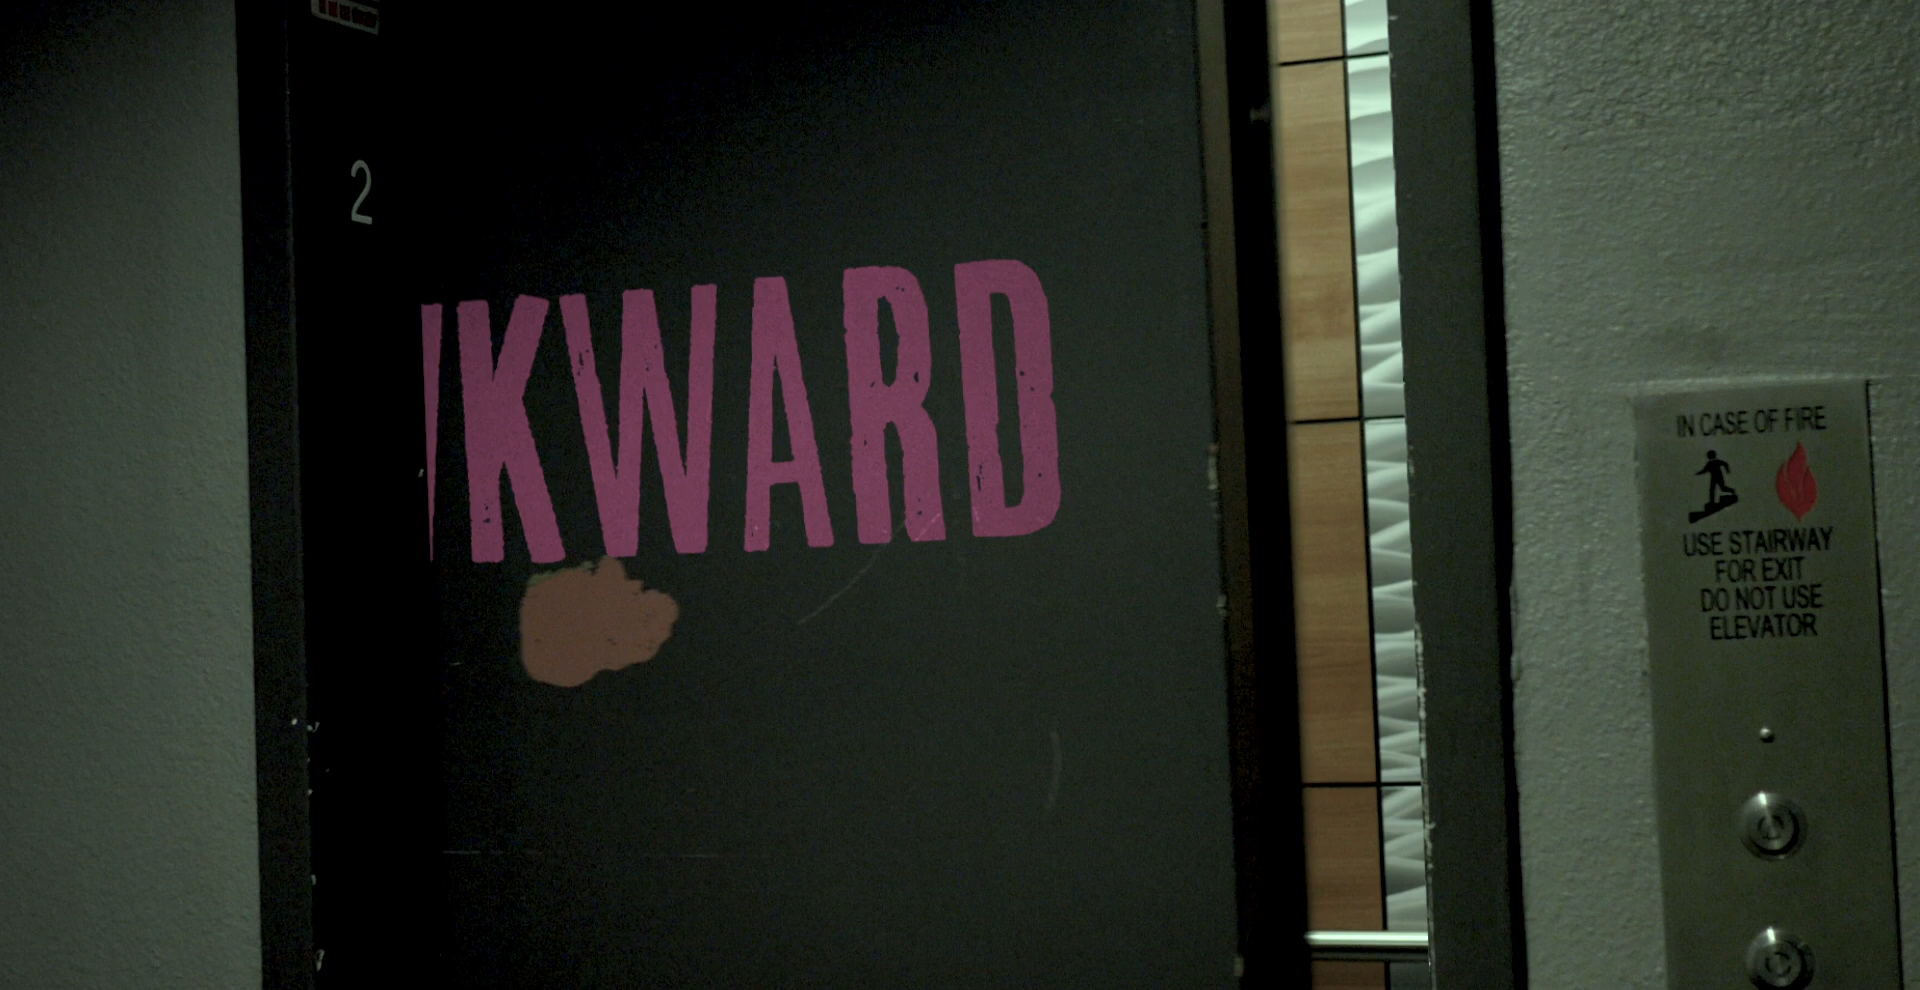 2
KWARD
IN CASE OF FIRE
USE STAIRWAY
FOR EXIT
DO NOT USE
ELEVATOR